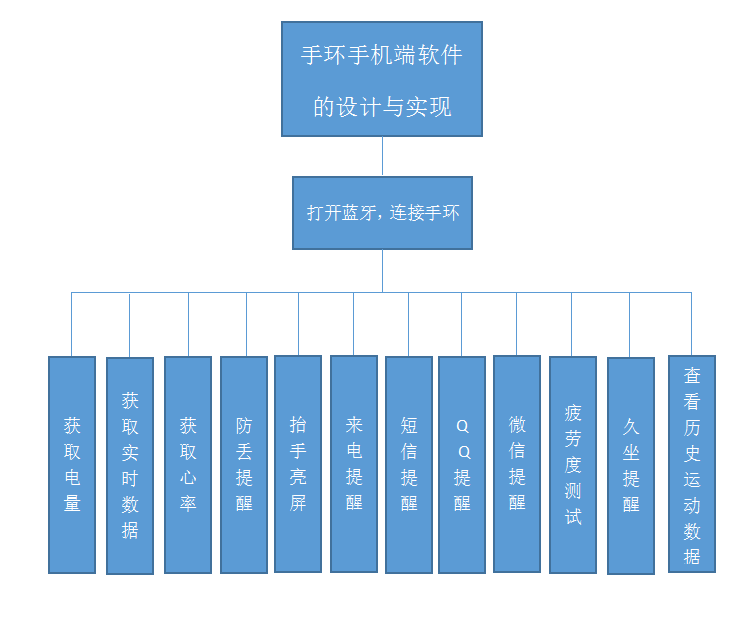 手环手机端软件
的设计与实现
打开蓝牙，连接手环
获取电量
获取实时数据
获取心率
防丢提醒
抬手亮屏
来电提醒
短信提醒
QQ提醒
微信提醒
疲劳度测试
久坐提醒
查看历史运动数据